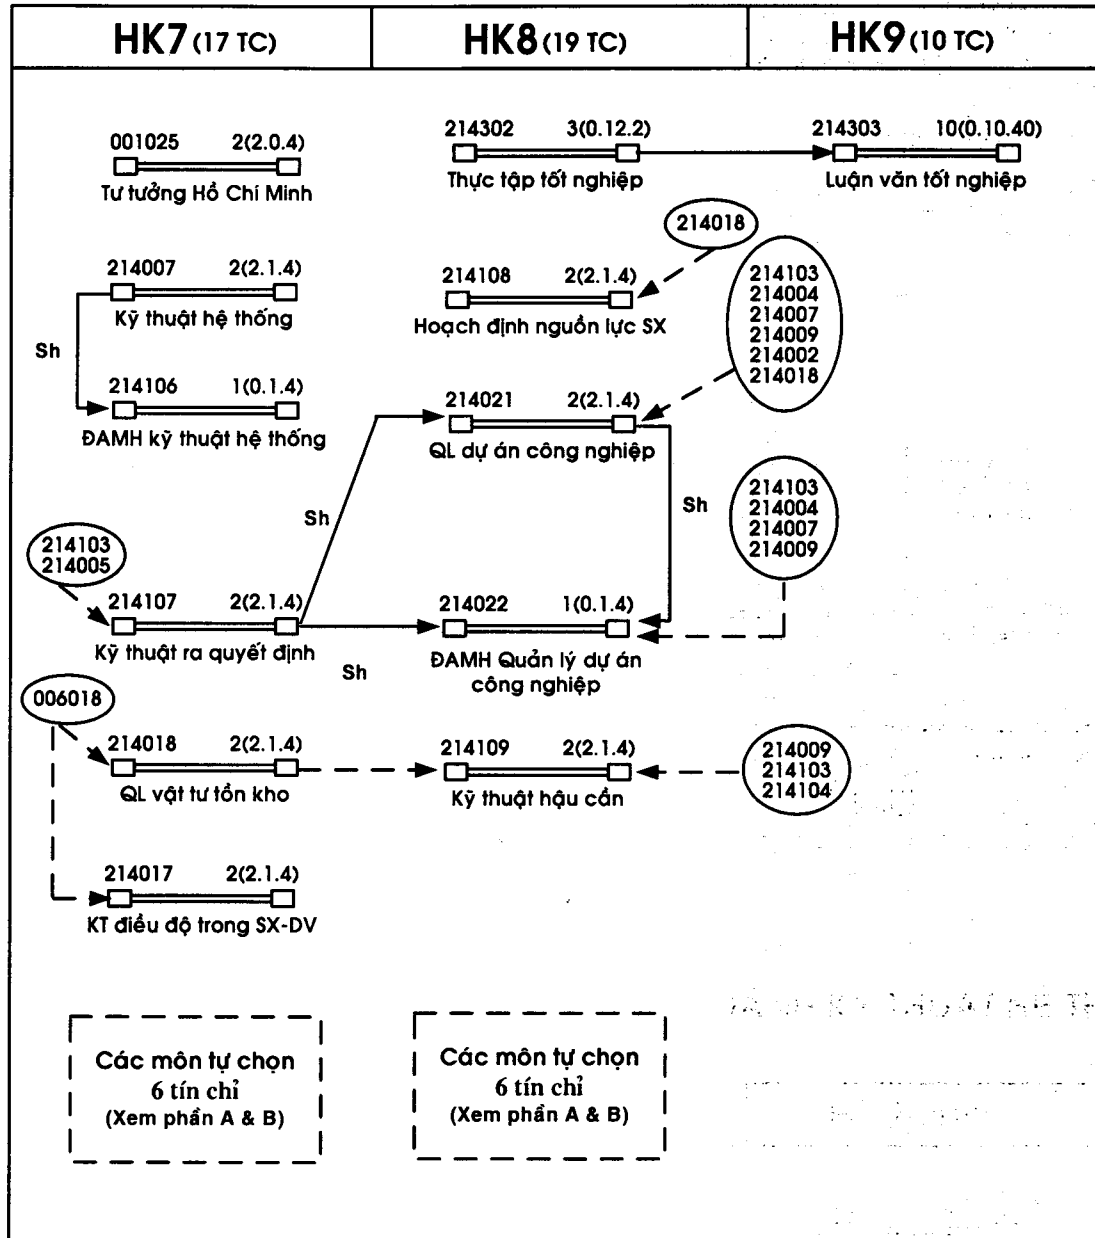 HK7 (17 TC)
HK8 (19 TC)
HK9 (10 TC)
001025 2(2.0.4)
Tư tưởng Hồ Chí Minh
214302 3(0.12.2)
Thực tập tốt nghiệp
214303 10(0.10.40)
Luận văn tốt nghiệp
214018
214007 2(2.1.4)
Kỹ thuật hệ thống
214108 2(2.1.4)
Hoạch định nguồn lực SX
214103
214004
214007
214009
214002
214018
Sh
214106 1(0.1.4)
ĐAMH kỹ thuật hệ thống
214021 2(2.1.4)
QL dự án công nghiệp
Sh
Sh
214103
214004
214007
214009
214103
214005
214107 2(2.1.4)
Kỹ thuật ra quyết định
Sh
214022 1(0.1.4)
ĐAMH Quản lý dự án
công nghiệp
006018
214018 2(2.1.4)
QL vật tư tồn kho
214109 2(2.1.4)
Kỹ thuật hậu cần
214009
214103
214104
214017 2(2.1.4)
KT điều độ trong SX-DV
Các môn tự chọn
6 tín chỉ
(Xem phần A & B)
Các môn tự chọn
6 tín chỉ
(Xem phần A & B)